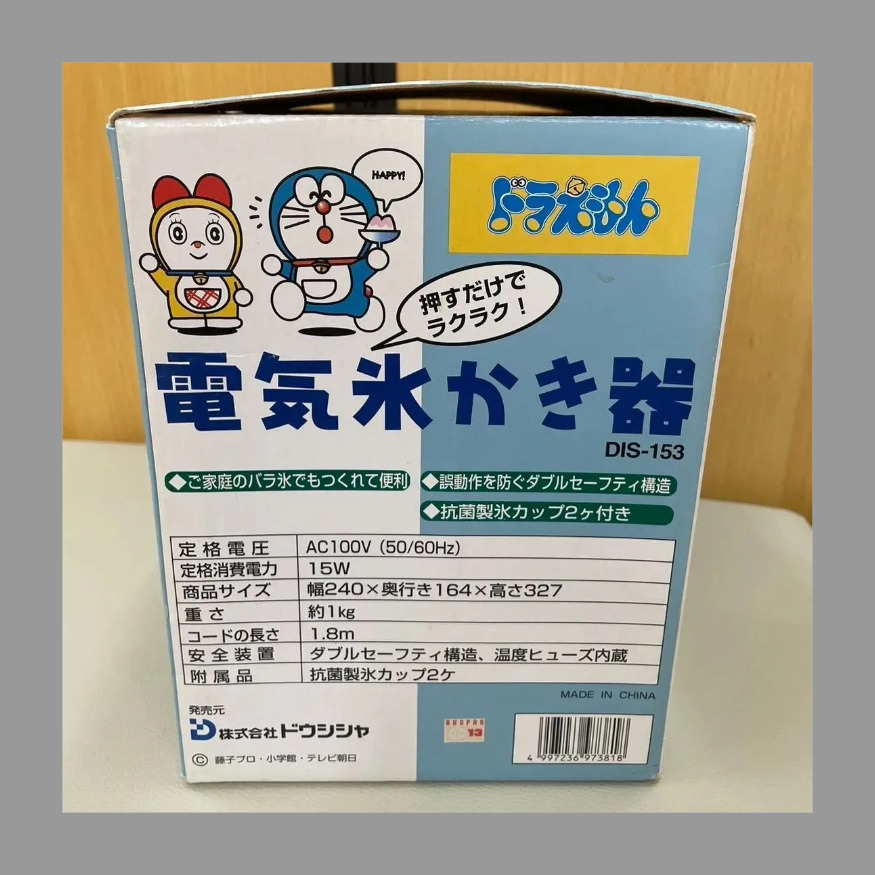 HAPPY!
ドラえもん
押すだけで
ラクラク！
電気氷かき器
DIS-153
◆ご家庭のバラ氷でもつくれて便利
◆誤動作を防ぐダブルセーフティ構造
◆抗菌製氷カップ2ヶ付き
定格電圧 AC100V (50/60Hz)
定格消費電力 15W
商品サイズ 幅240×奥行き164×高さ327
重さ 約1kg
コードの長さ 1.8m
安全装置 ダブルセーフティ構造、温度ヒューズ内蔵
附属品 抗菌製氷カップ2ケ
MADE IN CHINA
発売元
株式会社ドウシシャ
Ⓒ 藤子プロ・小学館・テレビ朝日
13
4 997236 973818